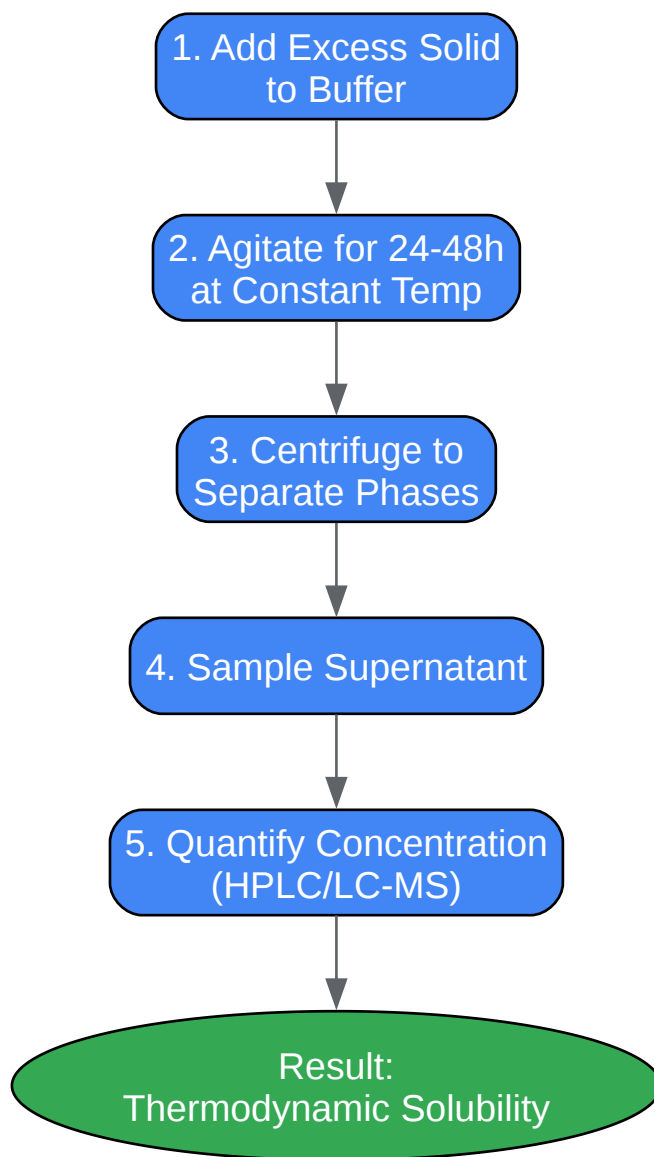 1. Add Excess Solid
to Buffer
2. Agitate for 24-48h
at Constant Temp
3. Centrifuge to
Separate Phases
4. Sample Supernatant
5. Quantify Concentration
(HPLC/LC-MS)
Result:
Thermodynamic Solubility